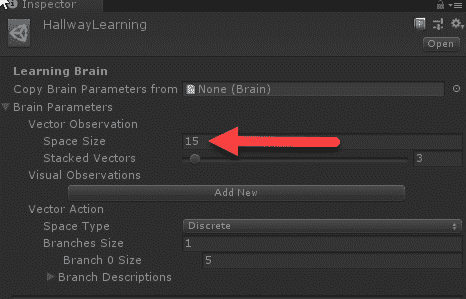 Inspector
HallwayLearning
Open
Learning Brain
Copy Brain Parameters from None (Brain)
Brain Parameters
Vector Observation
Space Size 15
Stacked Vectors 3
Visual Observations
Add New
Vector Action
Space Type Discrete
Branches Size 1
Branch 0 Size 5
Branch Descriptions